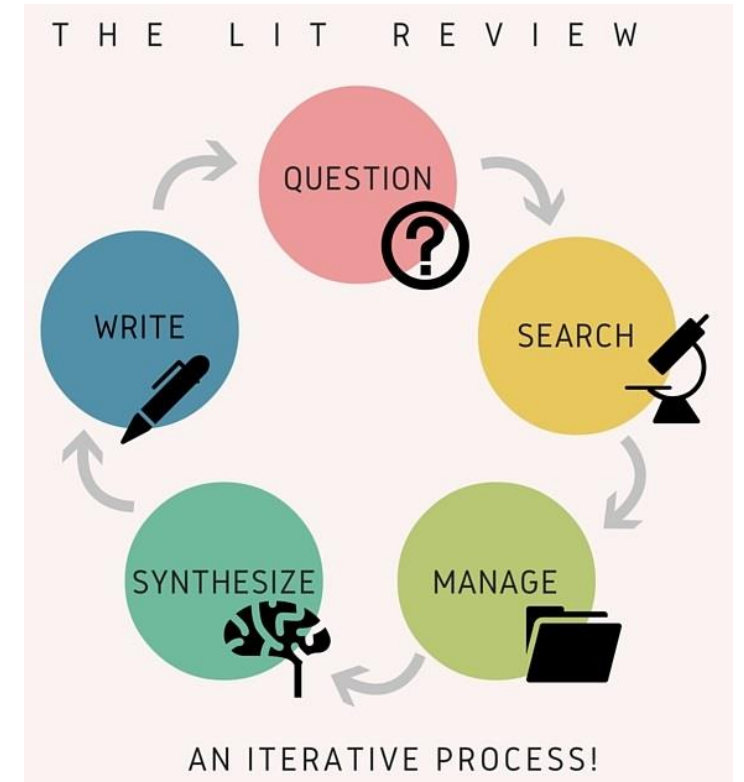 THE LIT REVIEW
QUESTION
?
SEARCH
MANAGE
SYNTHESIZE
WRITE
AN ITERATIVE PROCESS!